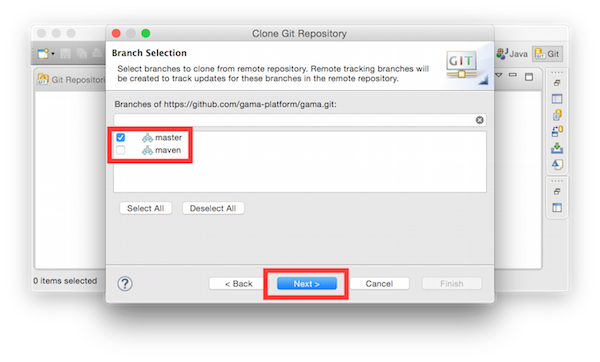 Clone Git Repository
Branch Selection
Select branches to clone from remote repository. Remote tracking branches will
be created to track updates for these branches in the remote repository.
GIT
Java
Git
Git Repositori
Branches of https://github.com/gama-platform/gama.git:
master
maven
Select All
Deselect All
0 items selected
?
< Back
Next >
Cancel
Finish